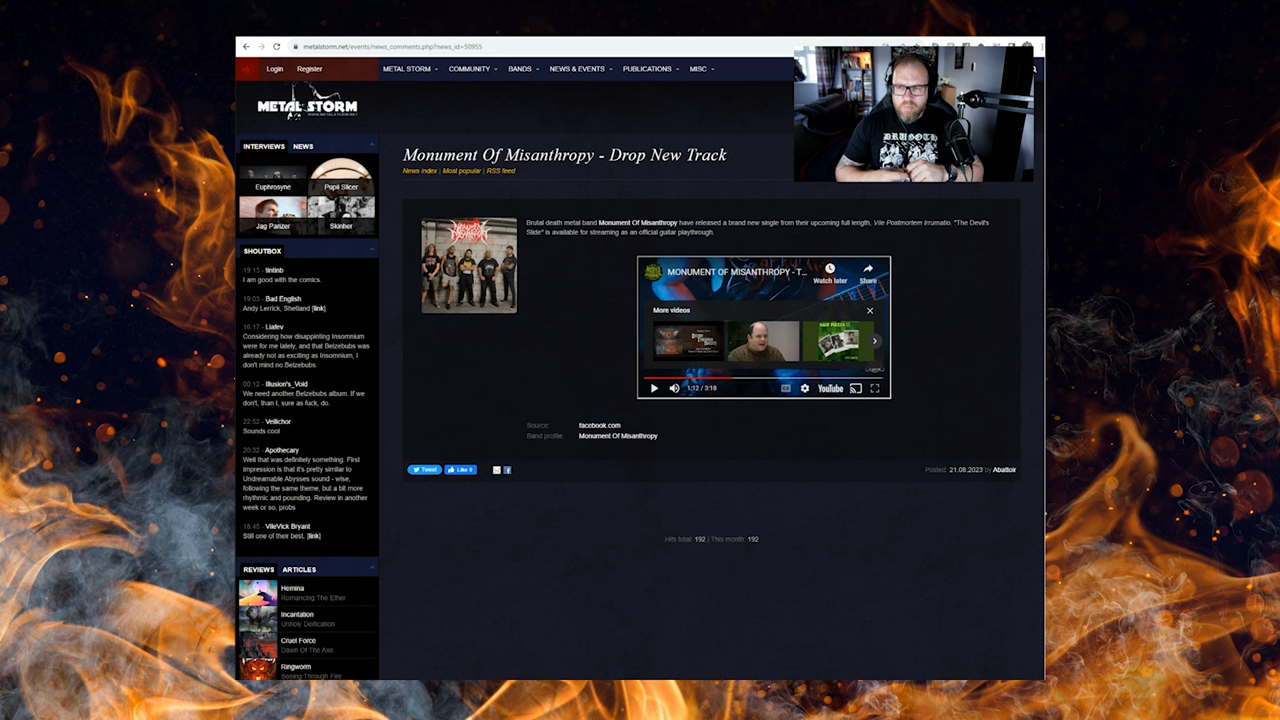 metalstorm.net/events/news_comments.php?news_id=50955
Login Register METAL STORM COMMUNITY BANDS NEWS & EVENTS PUBLICATIONS MISC
METAL STORM
WWW.METALSTORM.NET
INTERVIEWS NEWS
Euphrosyne Pupil Slicer
Jag Panzer Skinher
SHOUTBOX
19:13 - tintinb
I am good with the comics.
19:03 - Bad English
Andy Lerrick, Shetland [link]
16:17 - Liafev
Considering how disappinting Insomnium
were for me lately, and that Belzebubs was
already not as exciting as Insomnium, I
don't mind no Belzebubs.
00:12 - Illusion's_Void
We need another Belzebubs album. If we
don't, than I, sure as fuck, do.
22:52 - Vellichor
Sounds cool
20:32 - Apothecary
Well that was definitely something. First
impression is that it's pretty similar to
Undreamable Abysses sound - wise,
following the same theme, but a bit more
rhythmic and pounding. Review in another
week or so, probs
18:45 - VileVick Bryant
Still one of their best. [link]
REVIEWS ARTICLES
Hemina
Romancing The Ether
Incantation
Unholy Deification
Cruel Force
Dawn Of The Axe
Ringworm
Seeing Through Fire
Monument Of Misanthropy - Drop New Track
News index | Most popular | RSS feed
Brutal death metal band Monument Of Misanthropy have released a brand new single from their upcoming full length, Vile Postmortem Irrumatio. "The Devil's
Slide" is available for streaming as an official guitar playthrough.
MONUMENT OF MISANTHROPY - T...
Watch later Share
More videos
1:12 / 3:18 YouTube
Source: facebook.com
Band profile: Monument Of Misanthropy
Tweet Like 0
Posted: 21.08.2023 by Abattoir
Hits total: 192 | This month: 192
DRUGOTH